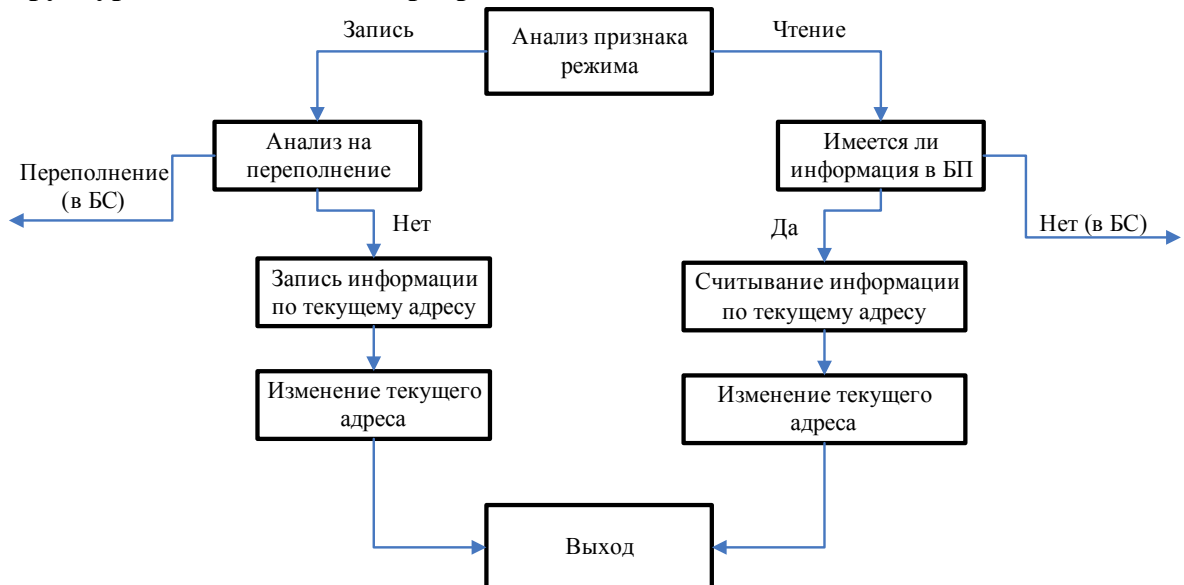 Запись
Анализ признака
режима
Чтение
Анализ на
переполнение
Имеется ли
информация в БП
Переполнение
(в БС)
Нет
Да
Нет (в БС)
Запись информации
по текущему адресу
Считывание информации
по текущему адресу
Изменение текущего
адреса
Изменение текущего
адреса
Выход